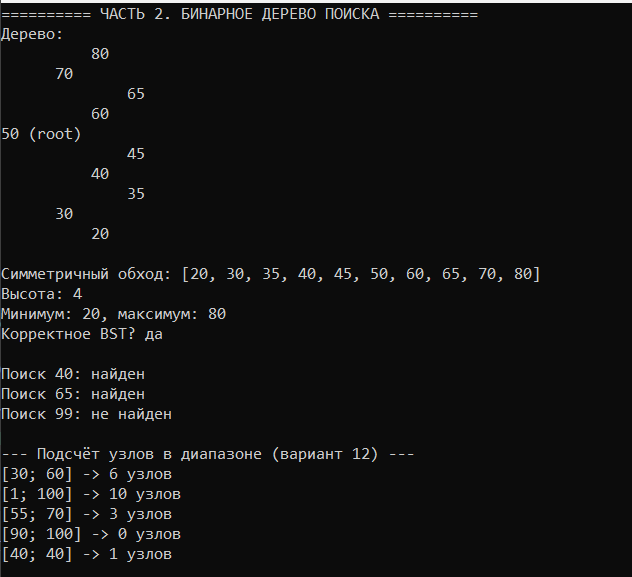 ========== ЧАСТЬ 2. БИНАРНОЕ ДЕРЕВО ПОИСКА ==========
Дерево:
          80
      70
              65
          60
50 (root)
              45
          40
              35
      30
          20
Симметричный обход: [20, 30, 35, 40, 45, 50, 60, 65, 70, 80]
Высота: 4
Минимум: 20, максимум: 80
Корректное BST? да
Поиск 40: найден
Поиск 65: найден
Поиск 99: не найден
--- Подсчёт узлов в диапазоне (вариант 12) ---
[30; 60] -> 6 узлов
[1; 100] -> 10 узлов
[55; 70] -> 3 узлов
[90; 100] -> 0 узлов
[40; 40] -> 1 узлов